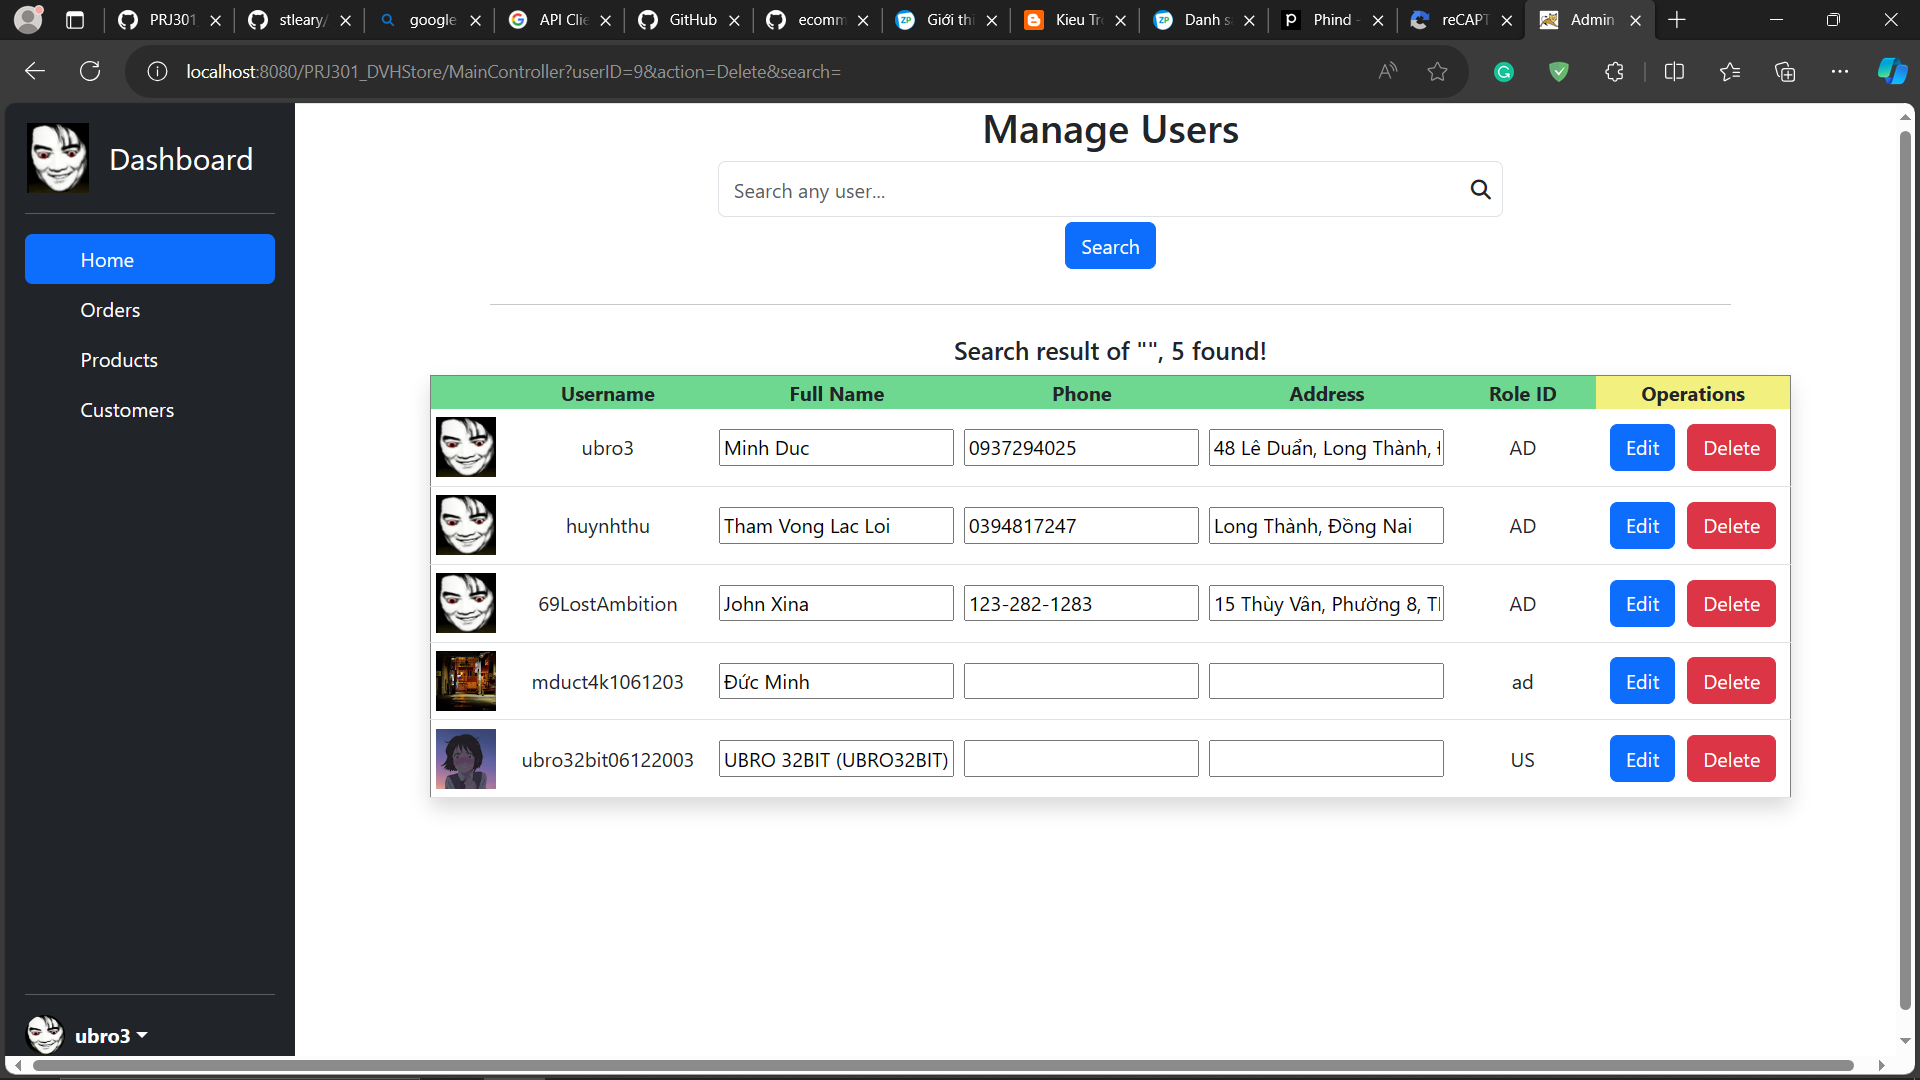 PRJ301
stleary/
google
API Clie
GitHub
ecomm
Giới thi
Kieu Tr
Danh s
Phind -
reCAPT
Admin
localhost:8080/PRJ301_DVHStore/MainController?userID=9&action=Delete&search=
Dashboard
Home
Orders
Products
Customers
ubro3
Manage Users
Search any user...
Search
Search result of "", 5 found!
Username Full Name Phone Address Role ID Operations
ubro3 Minh Duc 0937294025 48 Lê Duẩn, Long Thành, AD Edit Delete
huynhthu Tham Vong Lac Loi 0394817247 Long Thành, Đồng Nai AD Edit Delete
69LostAmbition John Xina 123-282-1283 15 Thùy Vân, Phường 8, AD Edit Delete
mduct4k1061203 Đức Minh ad Edit Delete
ubro32bit06122003 UBRO 32BIT (UBRO32BIT) US Edit Delete